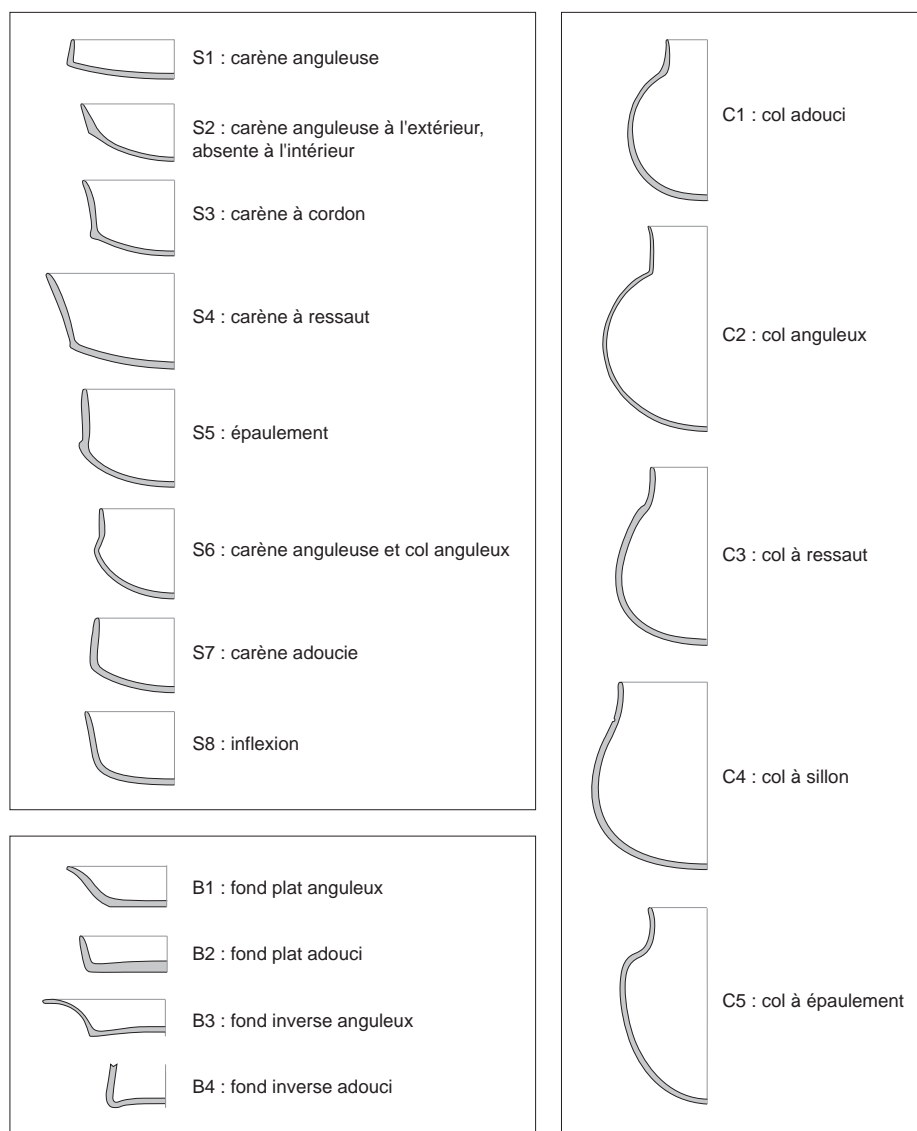 S1 : carène anguleuse
S2 : carène anguleuse à l'extérieur,
absente à l'intérieur
S3 : carène à cordon
S4 : carène à ressaut
S5 : épaulement
S6 : carène anguleuse et col anguleux
S7 : carène adoucie
S8 : inflexion
B1 : fond plat anguleux
B2 : fond plat adouci
B3 : fond inverse anguleux
B4 : fond inverse adouci
C1 : col adouci
C2 : col anguleux
C3 : col à ressaut
C4 : col à sillon
C5 : col à épaulement